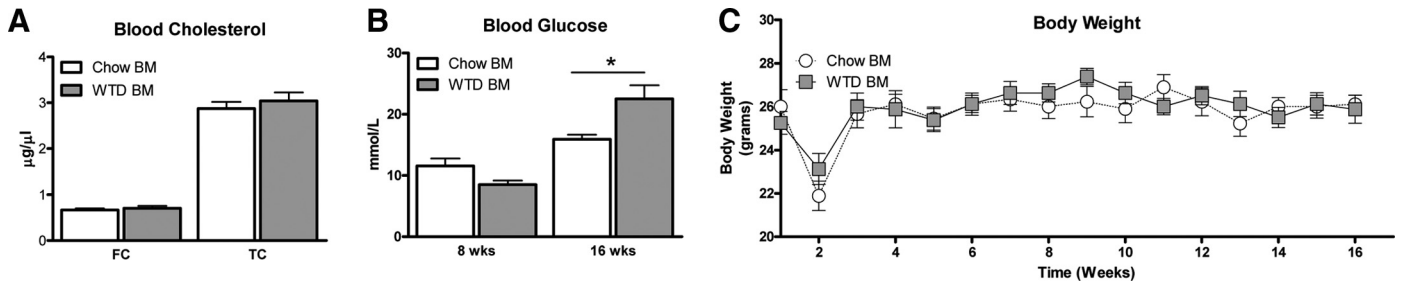 A
Blood Cholesterol
Chow BM
WTD BM
µg/µl
4
3
2
1
0
FC
TC
B
Blood Glucose
Chow BM
WTD BM
*
mmol/L
30
20
10
0
8 wks
16 wks
C
Body Weight
Chow BM
WTD BM
Body Weight
(grams)
30
28
26
24
22
20
2
4
6
8
10
12
14
16
Time (Weeks)